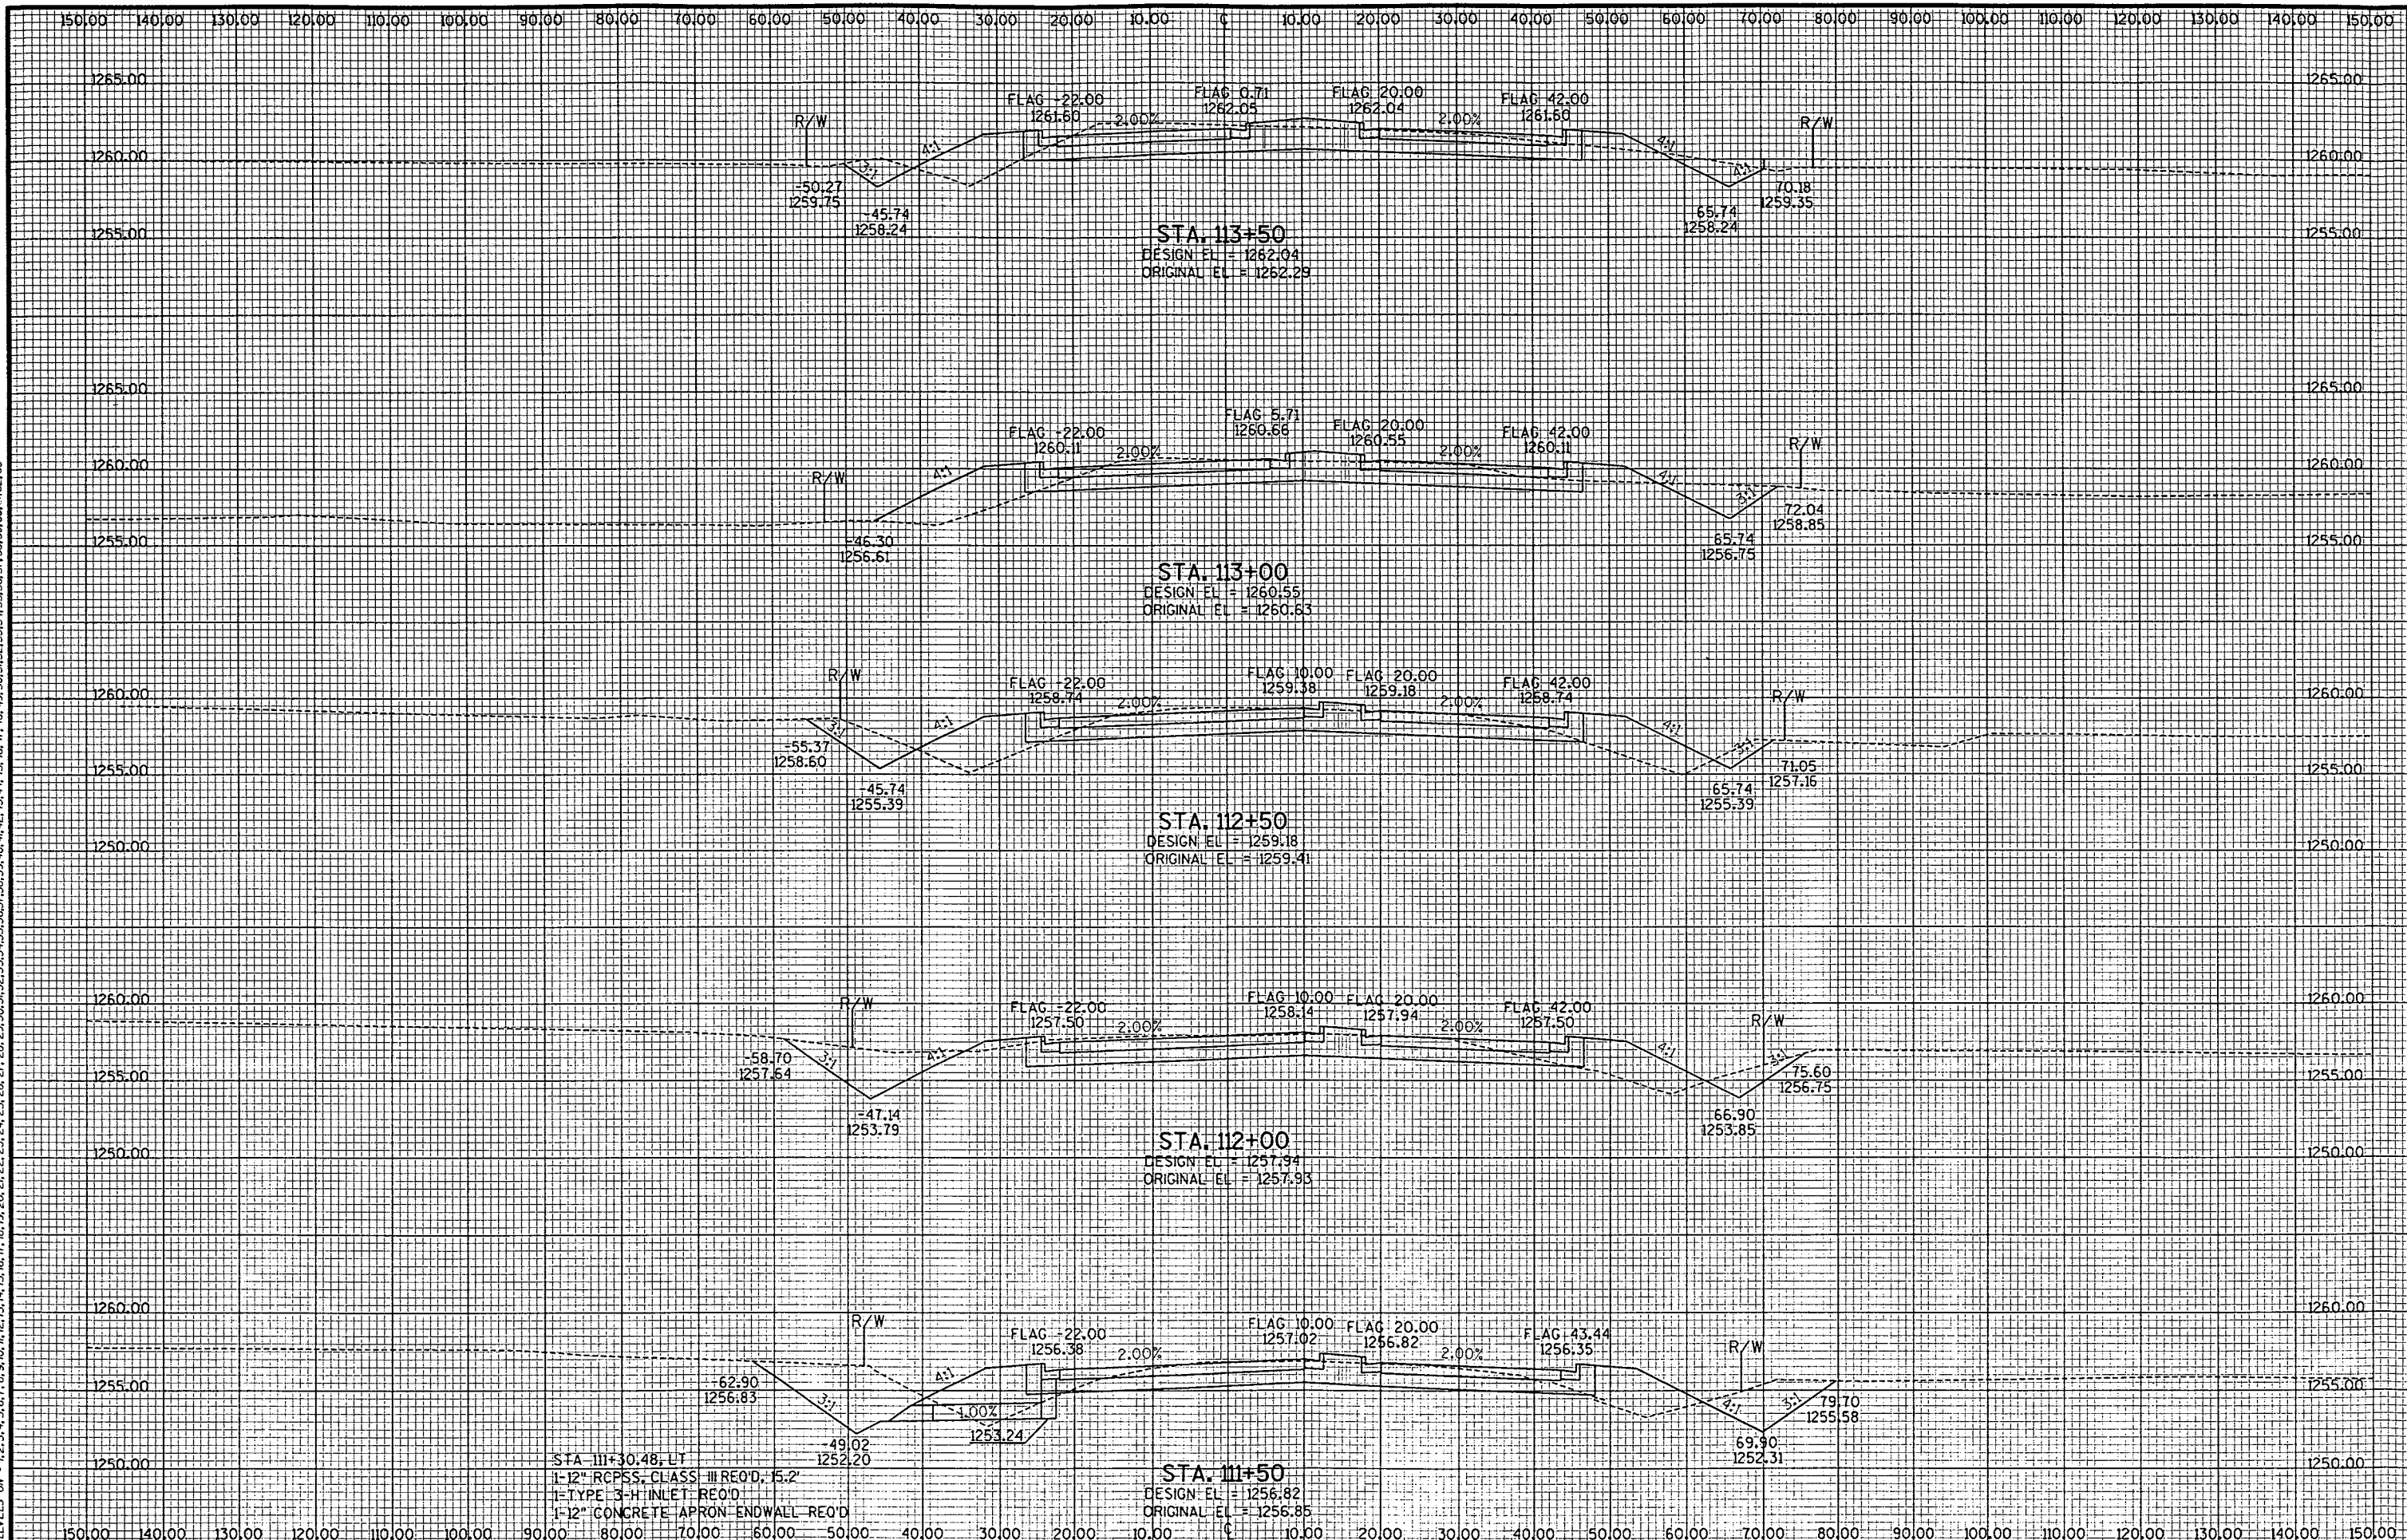 150.00 140.00 130.00 120.00 110.00 100.00 90.00 80.00 70.00 60.00 50.00 40.00 30.00 20.00 10.00 ℄ 10.00 20.00 30.00 40.00 50.00 60.00 70.00 80.00 90.00 100.00 110.00 120.00 130.00 140.00 150.00
1265.00 1265.00
FLAG -22.00 FLAG 0.71 FLAG 20.00 FLAG 42.00
1261.60 1262.05 1262.04 1261.60
R/W 2.00% 2.00% R/W
1260.00 3:1 4:1 4:1 4:1 1260.00
-50.27 70.18
1259.75 1259.35
-45.74 65.74
1258.24 1258.24
1255.00 1255.00
STA. 113+50
DESIGN EL = 1262.04
ORIGINAL EL = 1262.29
1265.00 1265.00
FLAG -22.00 FLAG 5.71 FLAG 20.00 FLAG 42.00
1260.11 1260.66 1260.55 1260.11
R/W 2.00% 2.00% R/W
1260.00 4:1 4:1 3:1 1260.00
72.04
1258.85
-46.30 65.74
1256.61 1256.75
1255.00 1255.00
STA. 113+00
DESIGN EL = 1260.55
ORIGINAL EL = 1260.63
R/W FLAG -22.00 FLAG 10.00 FLAG 20.00 FLAG 42.00 R/W
1258.74 1259.38 1259.18 1258.74
1260.00 2.00% 2.00% 1260.00
3:1 4:1 4:1 3:1
-55.37 71.05
1258.60 1257.16
1255.00 1255.00
-45.74 65.74
1255.39 1255.39
STA. 112+50
DESIGN EL = 1259.18
ORIGINAL EL = 1259.41
1250.00 1250.00
1260.00 1260.00
R/W FLAG -22.00 FLAG 10.00 FLAG 20.00 FLAG 42.00 R/W
1257.50 1258.14 1257.94 1257.50
2.00% 2.00%
3:1 4:1 4:1 3:1
-58.70 75.60
1257.64 1256.75
1255.00 1255.00
-47.14 66.90
1253.79 1253.85
STA. 112+00
DESIGN EL = 1257.94
ORIGINAL EL = 1257.93
1250.00 1250.00
1260.00 1260.00
R/W FLAG -22.00 FLAG 10.00 FLAG 20.00 FLAG 43.44 R/W
1256.38 1257.02 1256.82 1256.35
2.00% 2.00%
1255.00 1255.00
-62.90 79.70
1256.83 1255.58
3:1 4:1 4:1 3:1
1.00%
1253.24
-49.02 69.90
1252.20 1252.31
1250.00 1250.00
STA 111+30.48, LT
1-12" RCPSS, CLASS III REQ'D, 15.2'
1-TYPE 3-H INLET REQ'D
1-12" CONCRETE APRON ENDWALL REQ'D
STA. 111+50
DESIGN EL = 1256.82
ORIGINAL EL = 1256.85
150.00 140.00 130.00 120.00 110.00 100.00 90.00 80.00 70.00 60.00 50.00 40.00 30.00 20.00 10.00 ℄ 10.00 20.00 30.00 40.00 50.00 60.00 70.00 80.00 90.00 100.00 110.00 120.00 130.00 140.00 150.00